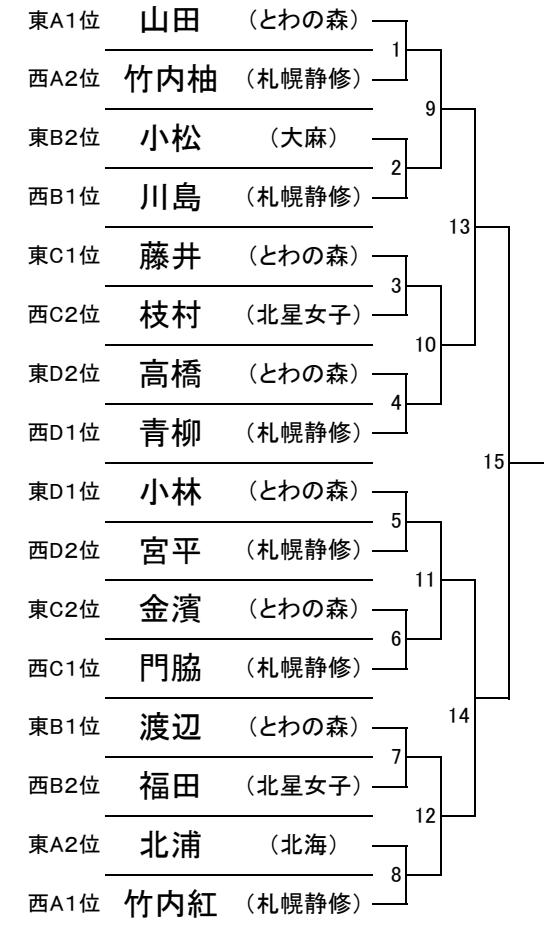 東A1位 山田 （とわの森）
1
西A2位 竹内柚 （札幌静修）
9
東B2位 小松 （大麻）
2
西B1位 川島 （札幌静修）
13
東C1位 藤井 （とわの森）
3
西C2位 枝村 （北星女子）
10
東D2位 高橋 （とわの森）
4
西D1位 青柳 （札幌静修）
15
東D1位 小林 （とわの森）
5
西D2位 宮平 （札幌静修）
11
東C2位 金濱 （とわの森）
6
西C1位 門脇 （札幌静修）
14
東B1位 渡辺 （とわの森）
7
西B2位 福田 （北星女子）
12
東A2位 北浦 （北海）
8
西A1位 竹内紅 （札幌静修）